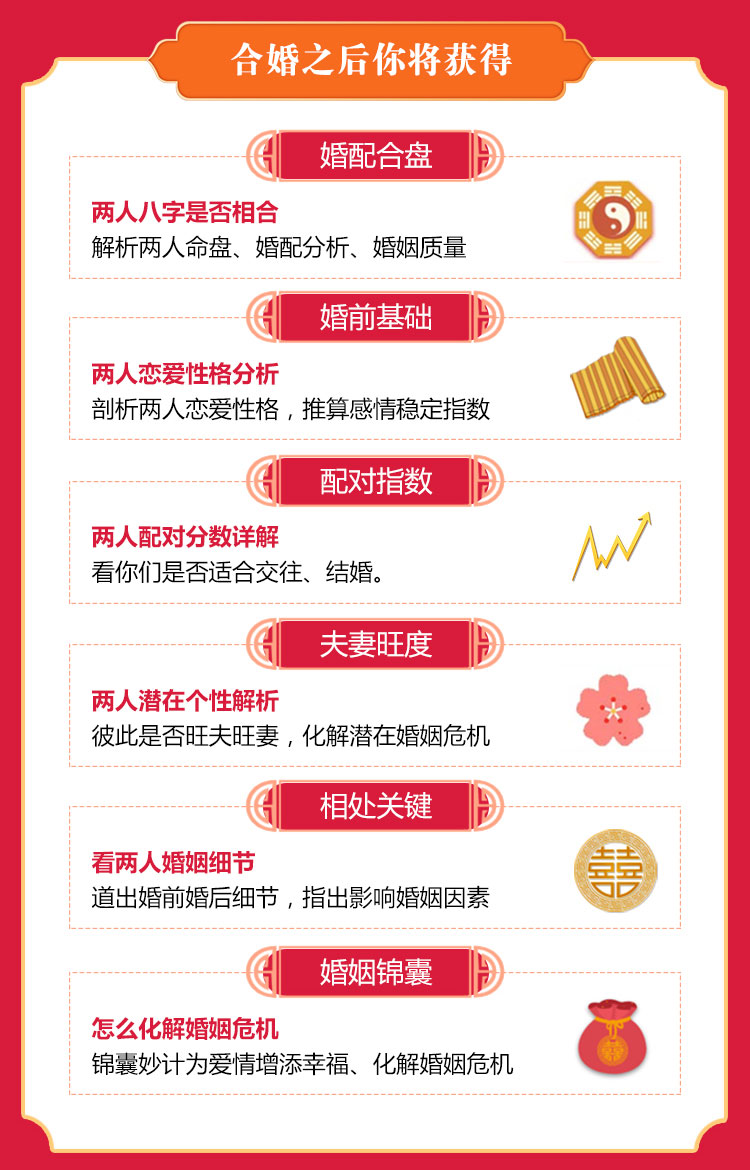 合婚之后你将获得
婚配合盘
两人八字是否相合
解析两人命盘、婚配分析、婚姻质量
婚前基础
两人恋爱性格分析
剖析两人恋爱性格，推算感情稳定指数
配对指数
两人配对分数详解
看你们是否适合交往、结婚。
夫妻旺度
两人潜在个性解析
彼此是否旺夫旺妻，化解潜在婚姻危机
相处关键
看两人婚姻细节
道出婚前婚后细节，指出影响婚姻因素
婚姻锦囊
怎么化解婚姻危机
锦囊妙计为爱情增添幸福、化解婚姻危机